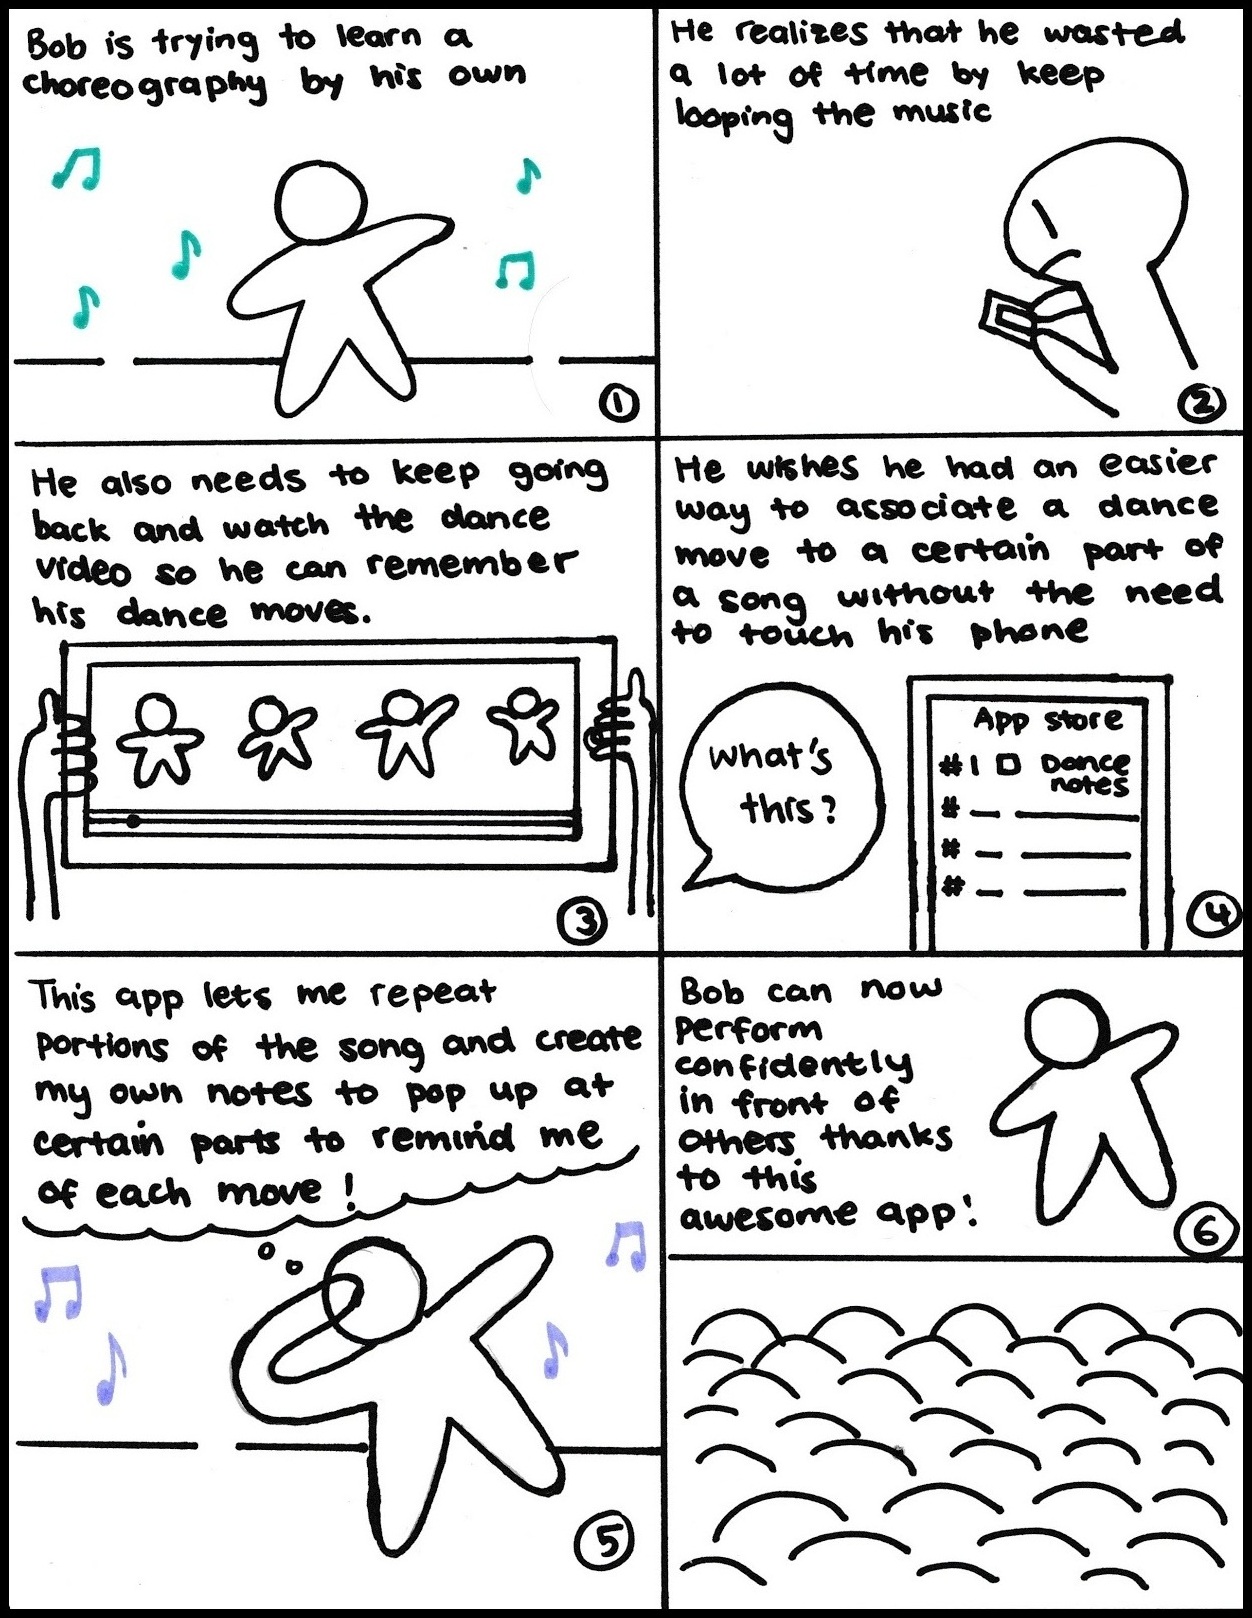 Bob is trying to learn a
choreography by his own
1
He realizes that he wasted
a lot of time by keep
looping the music
2
He also needs to keep going
back and watch the dance
video so he can remember
his dance moves.
3
He wishes he had an easier
way to associate a dance
move to a certain part of
a song without the need
to touch his phone
What's
this?
App store
#1 Dance
notes
#
#
#
4
This app lets me repeat
portions of the song and create
my own notes to pop up at
certain parts to remind me
of each move!
5
Bob can now
perform
confidently
in front of
others thanks
to this
awesome app!
6